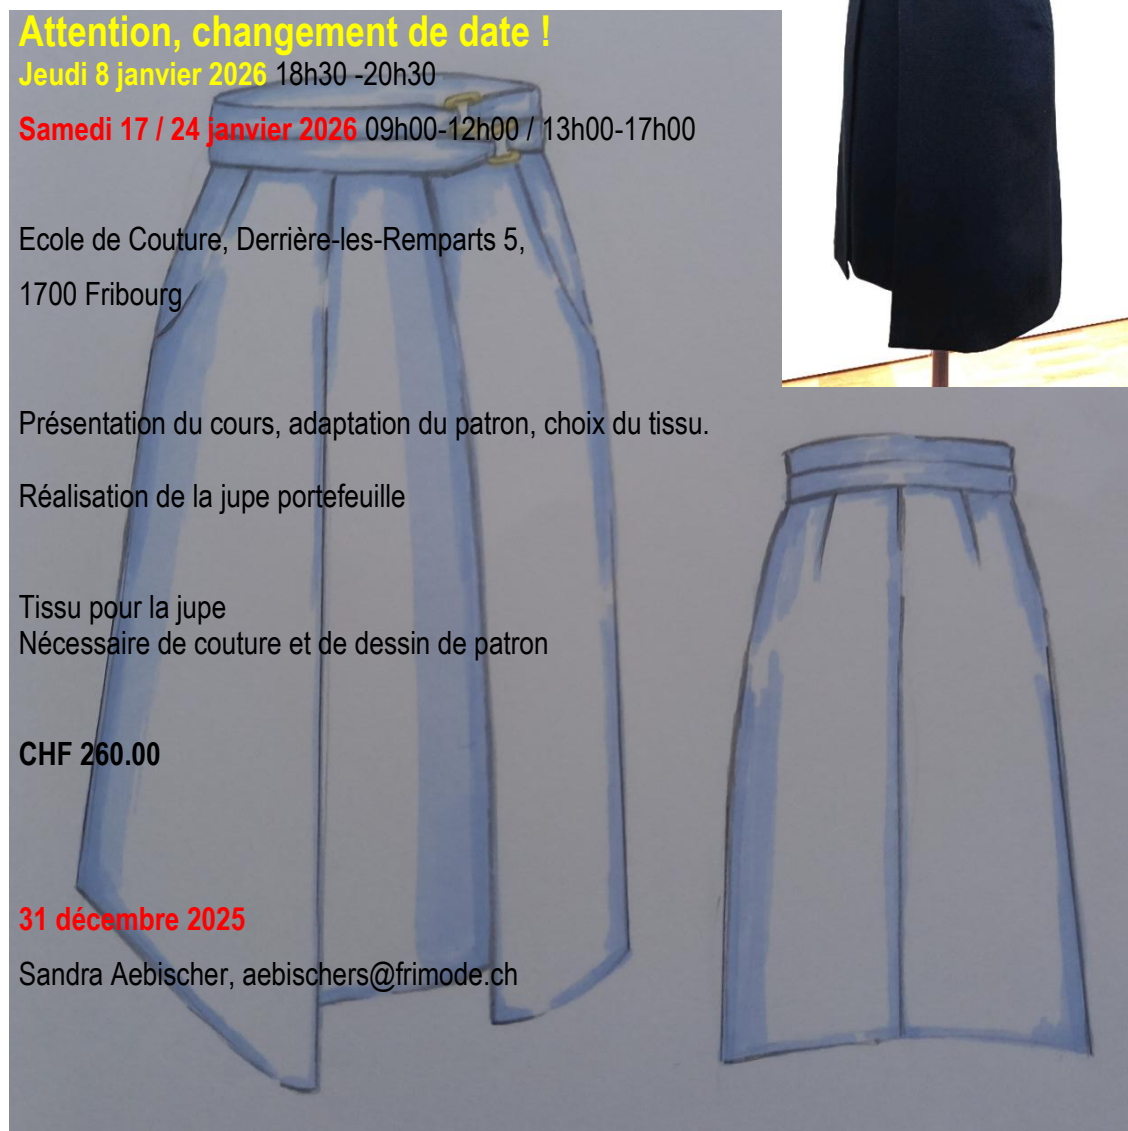 Attention, changement de date !
Jeudi 8 janvier 2026 18h30 -20h30
Samedi 17 / 24 janvier 2026 09h00-12h00 / 13h00-17h00
Ecole de Couture, Derrière-les-Remparts 5,
1700 Fribourg
Présentation du cours, adaptation du patron, choix du tissu.
Réalisation de la jupe portefeuille
Tissu pour la jupe
Nécessaire de couture et de dessin de patron
CHF 260.00
31 décembre 2025
Sandra Aebischer, aebischers@frimode.ch